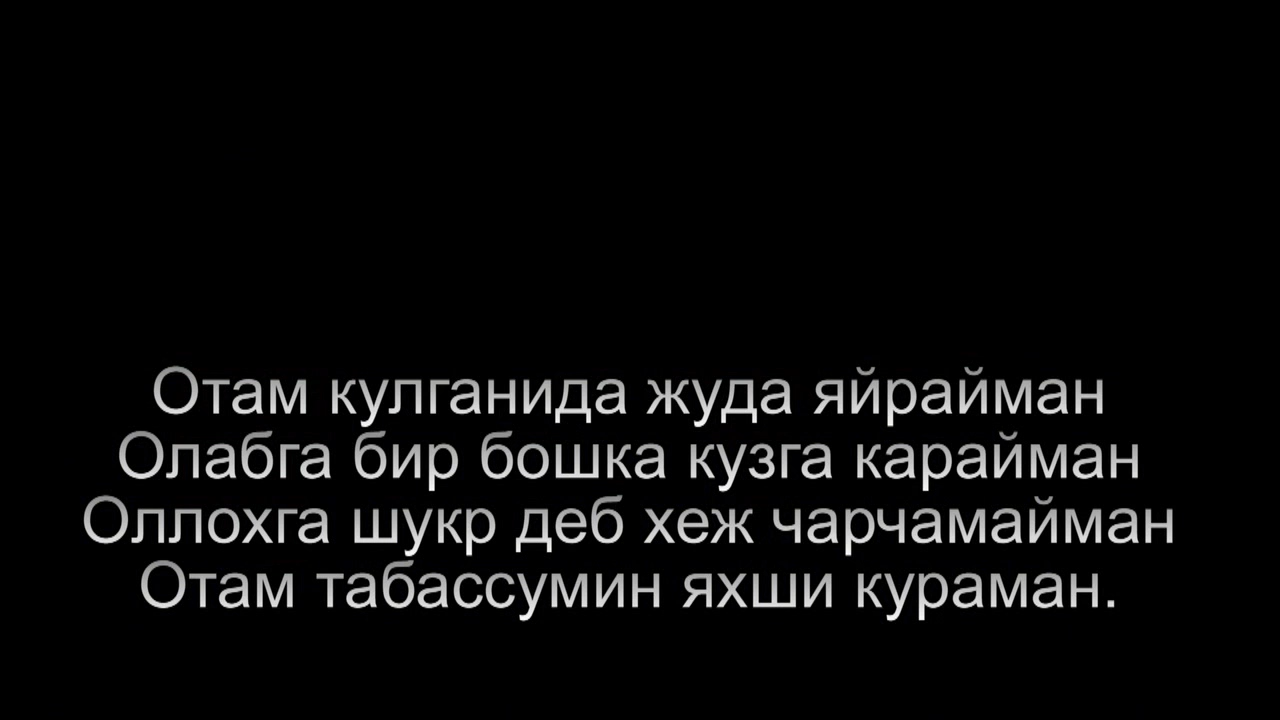 Отам кулганида жуда яйрайман
Олабга бир бошка кузга карайман
Оллохга шукр деб хеж чарчамайман
Отам табассумин яхши кураман.